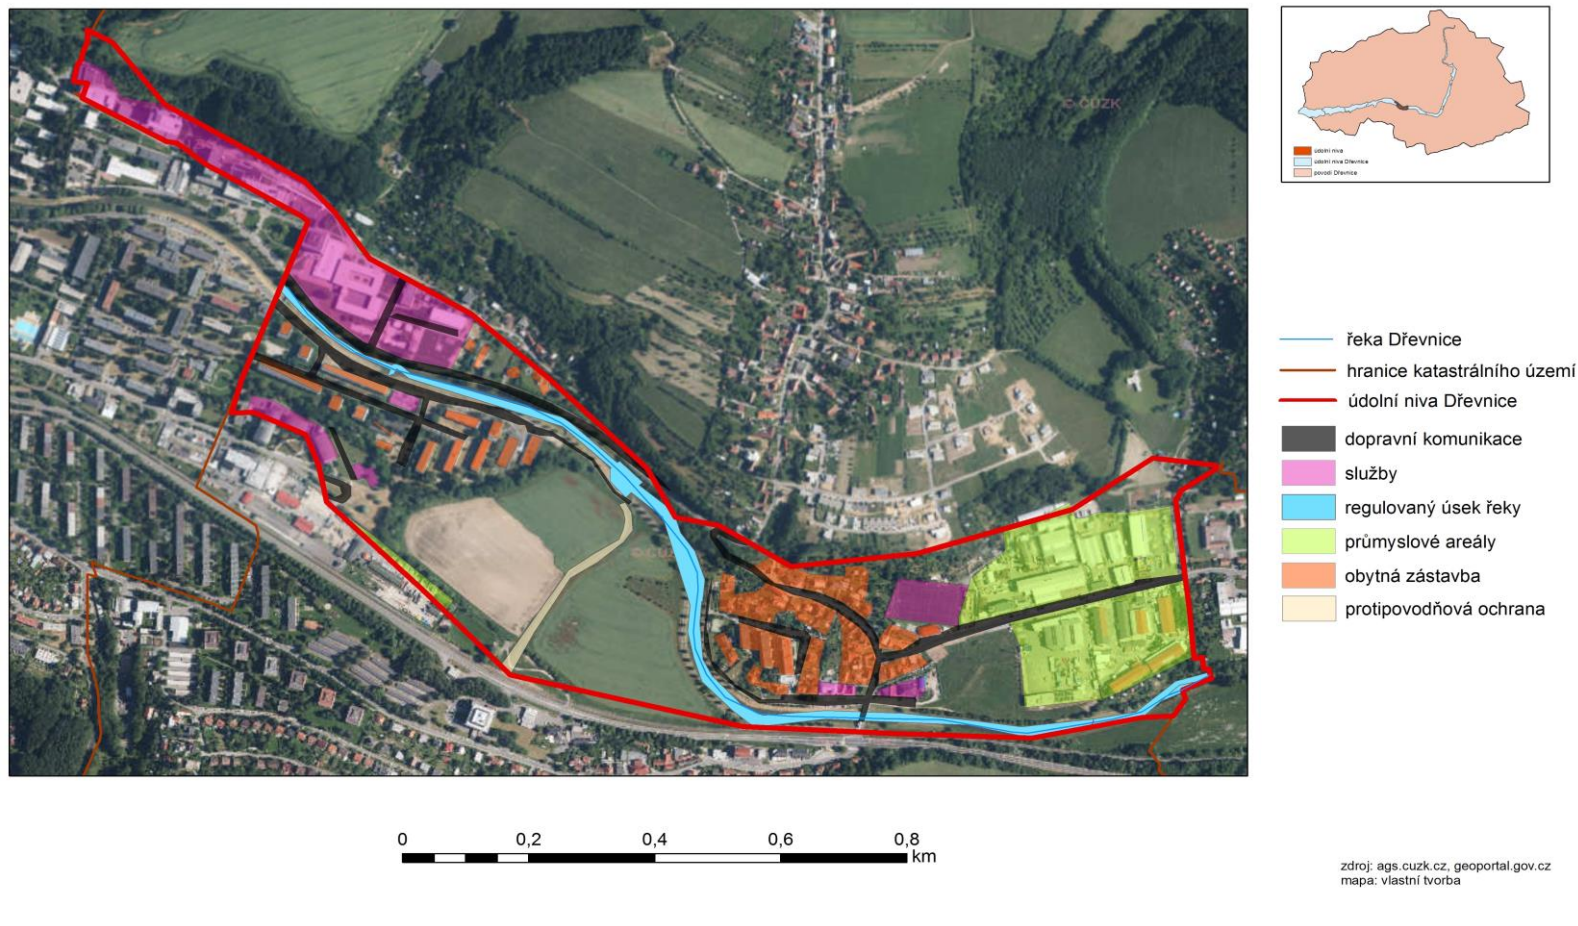 © ČÚZK
© ČÚZK
údolní niva
údolní niva Dřevnice
povodí Dřevnice
řeka Dřevnice
hranice katastrálního území
údolní niva Dřevnice
dopravní komunikace
služby
regulovaný úsek řeky
průmyslové areály
obytná zástavba
protipovodňová ochrana
0 0,2 0,4 0,6 0,8
km
zdroj: ags.cuzk.cz, geoportal.gov.cz
mapa: vlastní tvorba